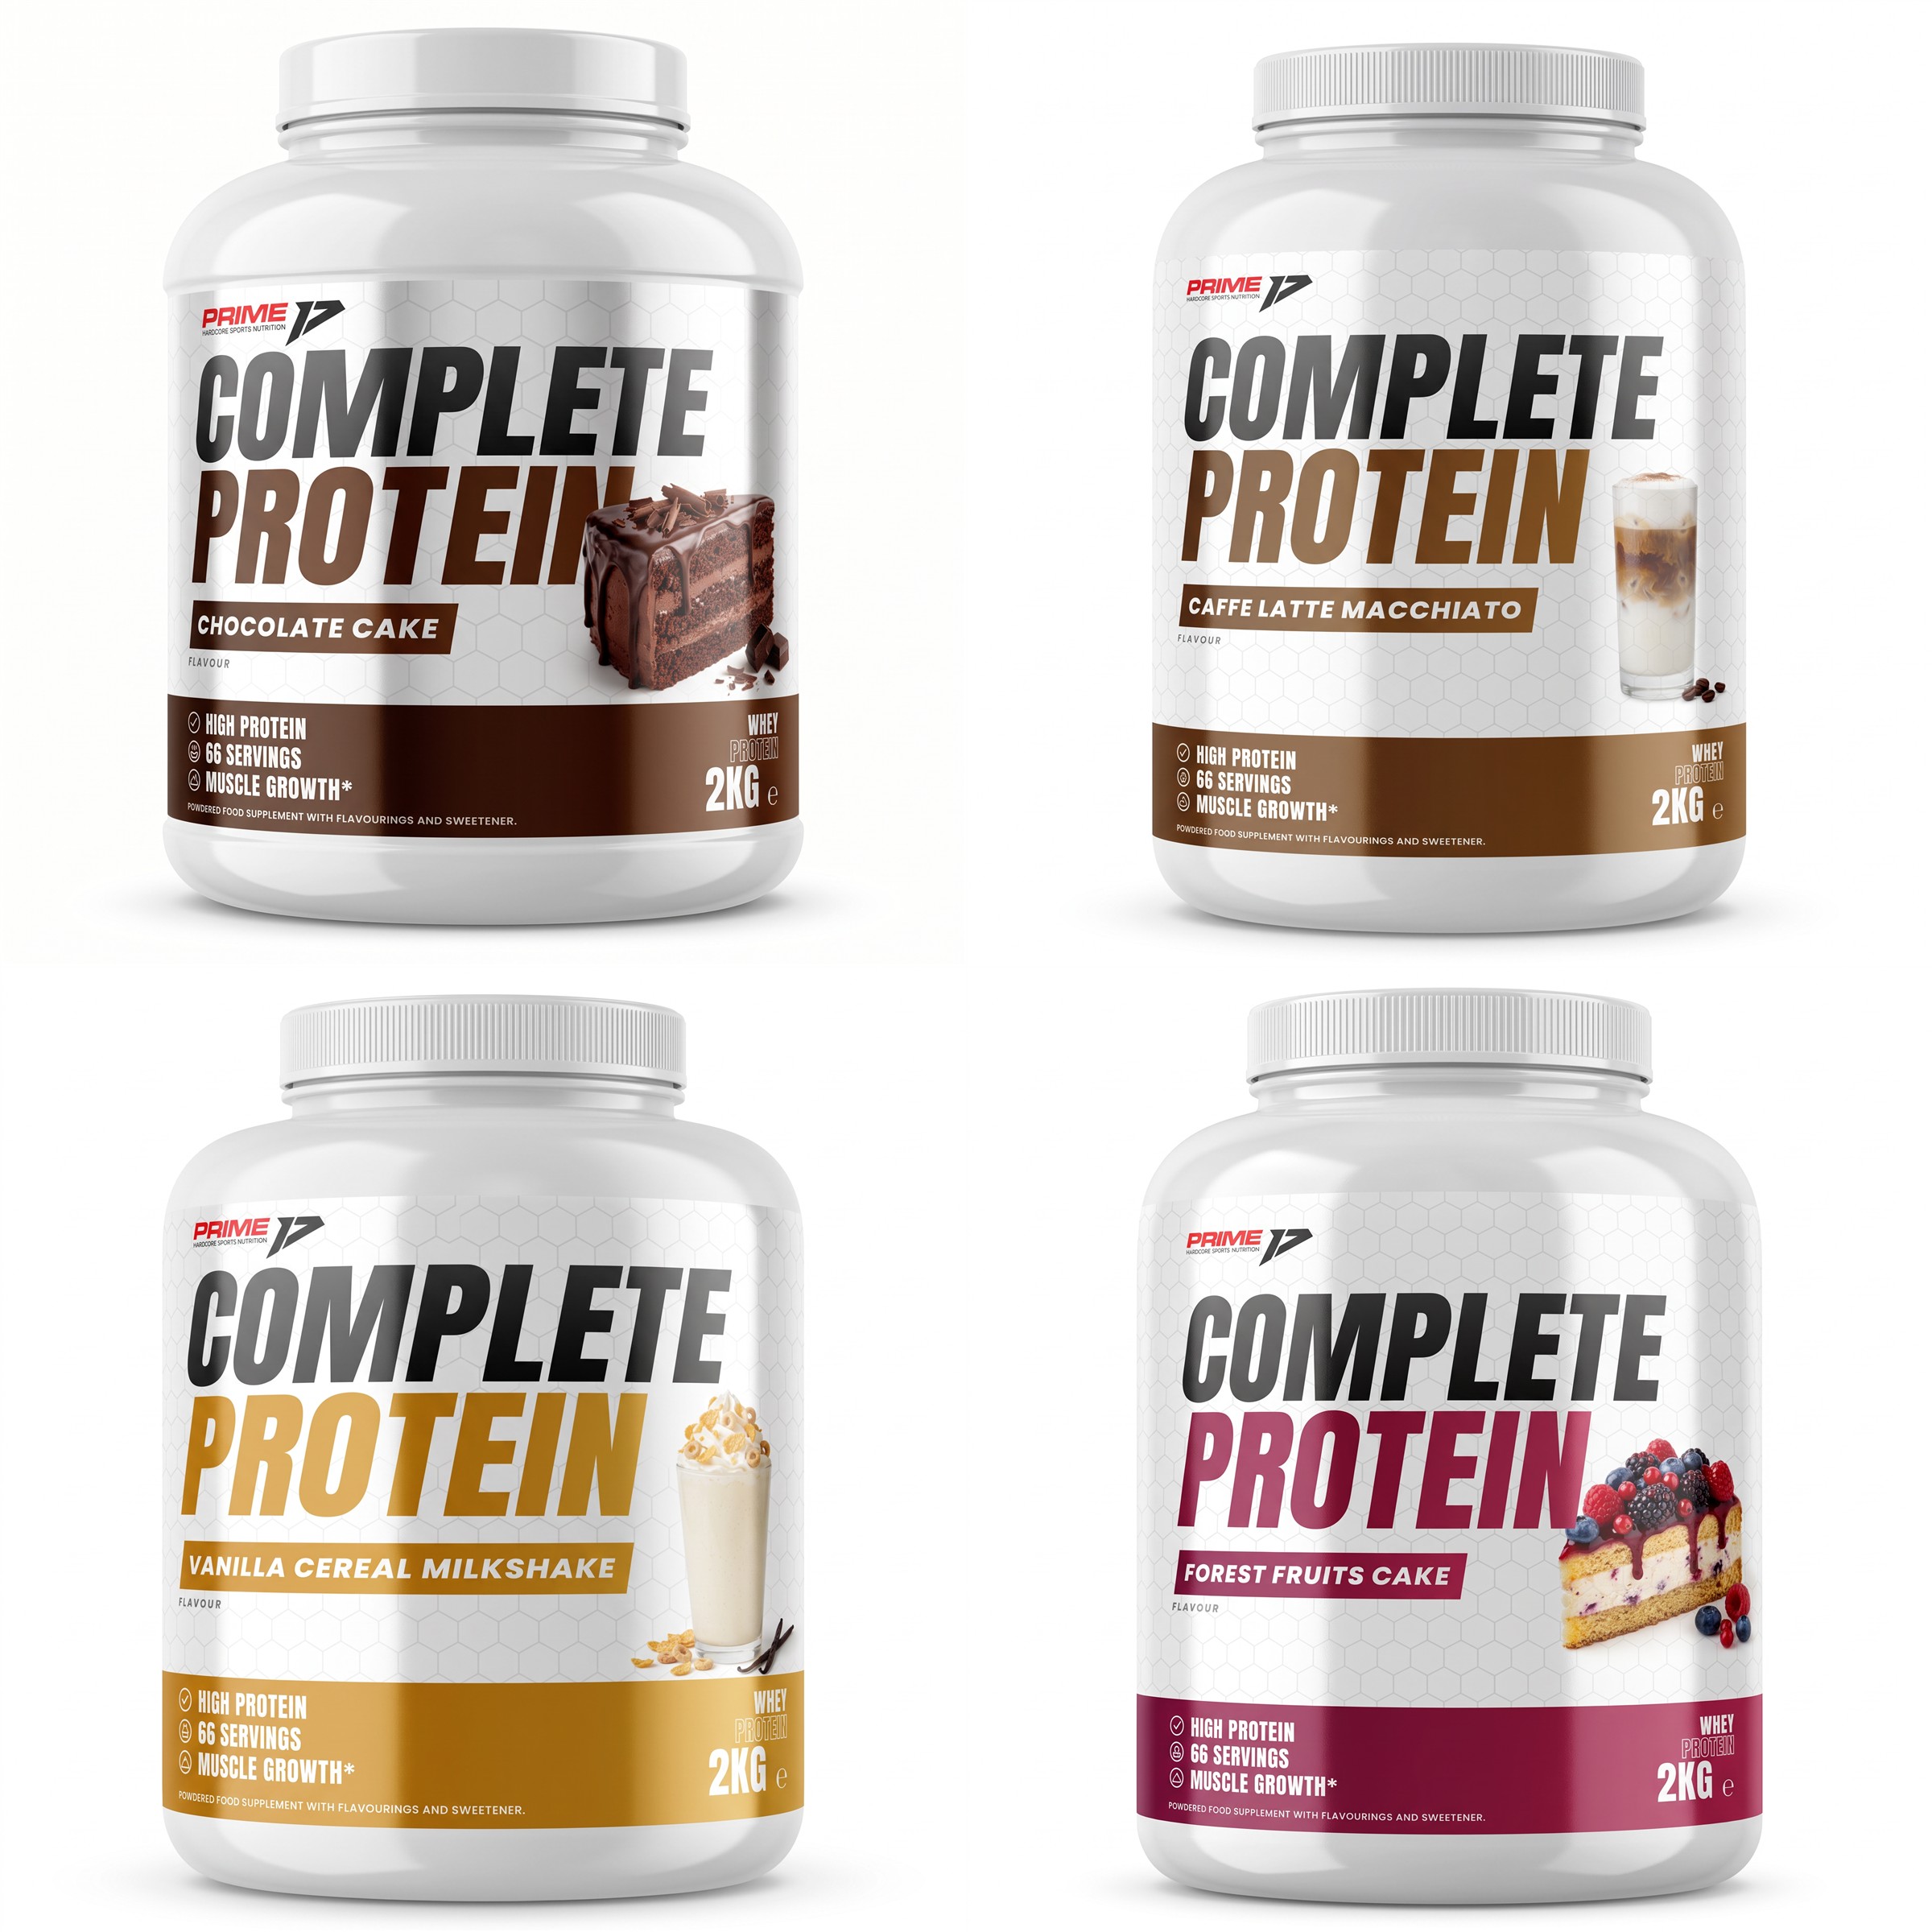 PRIME
HARDCORE SPORTS NUTRITION
COMPLETE
PROTEIN
CHOCOLATE CAKE
FLAVOUR
HIGH PROTEIN
66 SERVINGS
MUSCLE GROWTH*
POWDERED FOOD SUPPLEMENT WITH FLAVOURINGS AND SWEETENER.
WHEY
PROTEIN
2KG e
PRIME
HARDCORE SPORTS NUTRITION
COMPLETE
PROTEIN
CAFFE LATTE MACCHIATO
FLAVOUR
HIGH PROTEIN
66 SERVINGS
MUSCLE GROWTH*
POWDERED FOOD SUPPLEMENT WITH FLAVOURINGS AND SWEETENER.
WHEY
PROTEIN
2KG e
PRIME
HARDCORE SPORTS NUTRITION
COMPLETE
PROTEIN
VANILLA CEREAL MILKSHAKE
FLAVOUR
HIGH PROTEIN
66 SERVINGS
MUSCLE GROWTH*
POWDERED FOOD SUPPLEMENT WITH FLAVOURINGS AND SWEETENER.
WHEY
PROTEIN
2KG e
PRIME
HARDCORE SPORTS NUTRITION
COMPLETE
PROTEIN
FOREST FRUITS CAKE
FLAVOUR
HIGH PROTEIN
66 SERVINGS
MUSCLE GROWTH*
POWDERED FOOD SUPPLEMENT WITH FLAVOURINGS AND SWEETENER.
WHEY
PROTEIN
2KG e